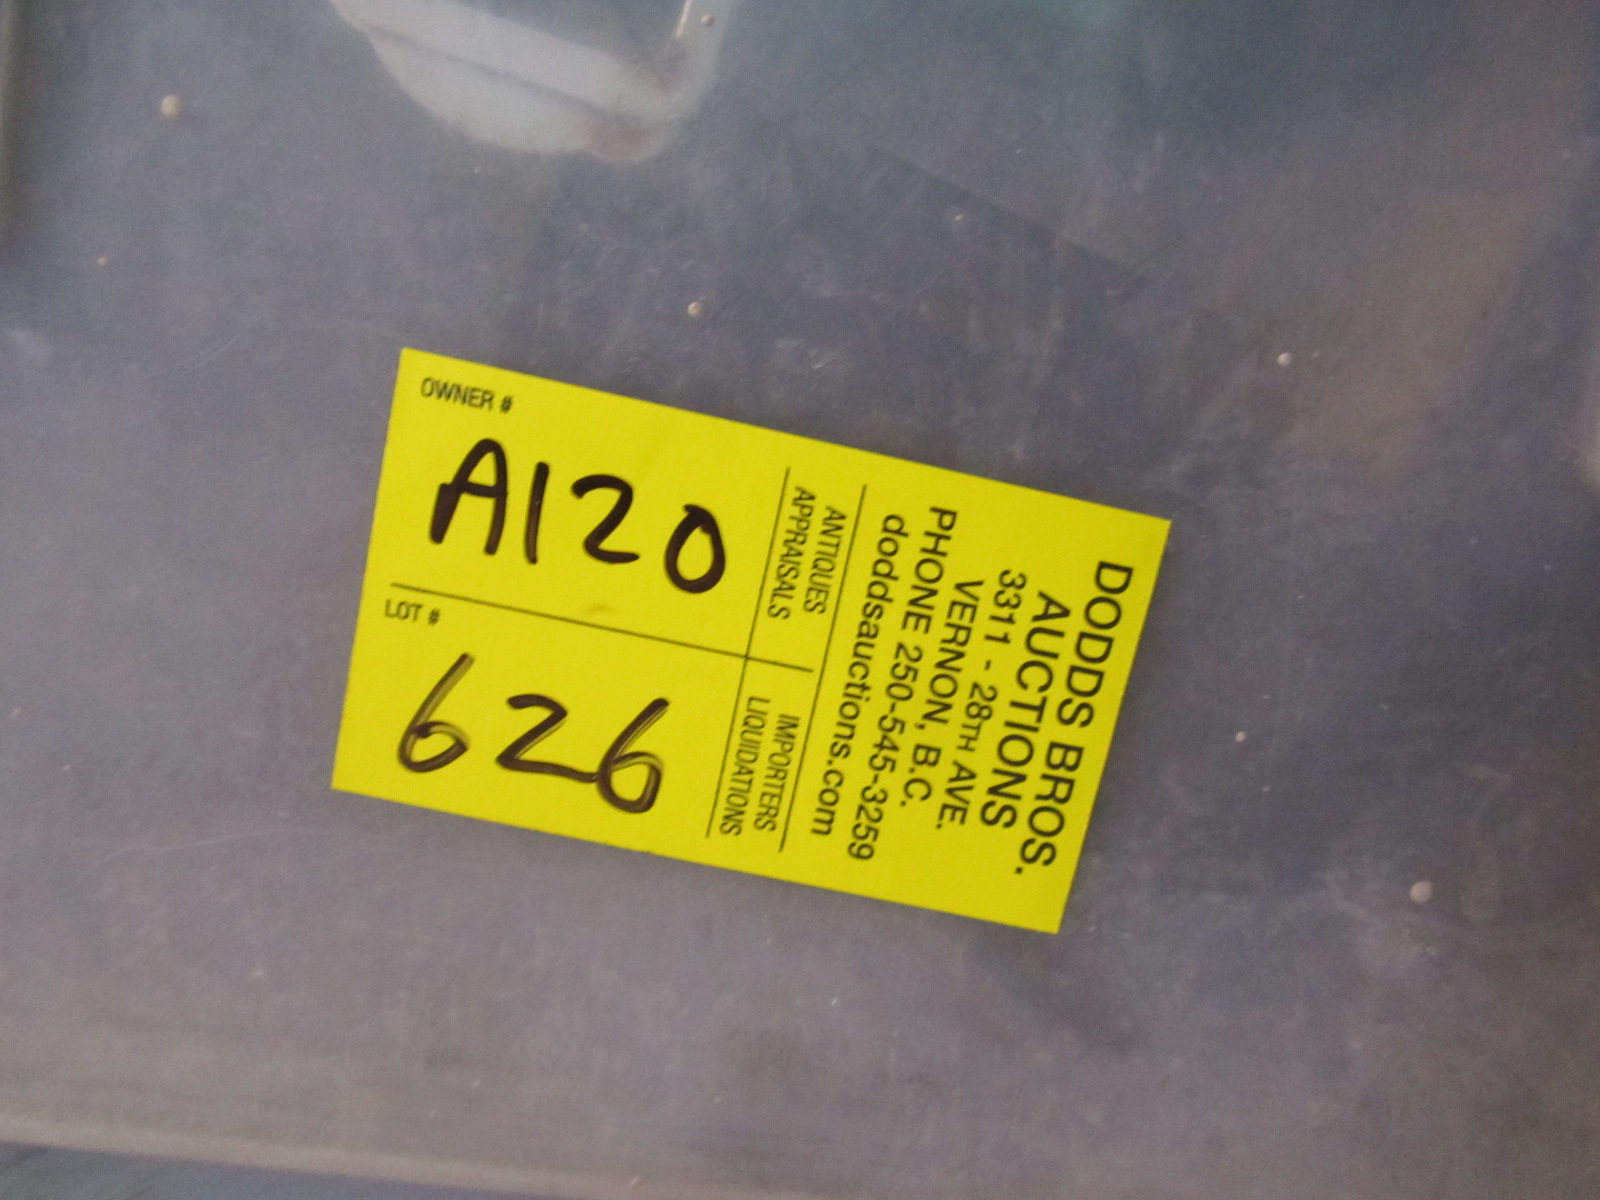 DODDS BROS.
AUCTIONS
3311 - 28TH AVE.
VERNON, B.C.
PHONE 250-545-3259
doddsauctions.com
ANTIQUES
APPRAISALS
IMPORTERS
LIQUIDATIONS
OWNER #
A120
LOT #
626